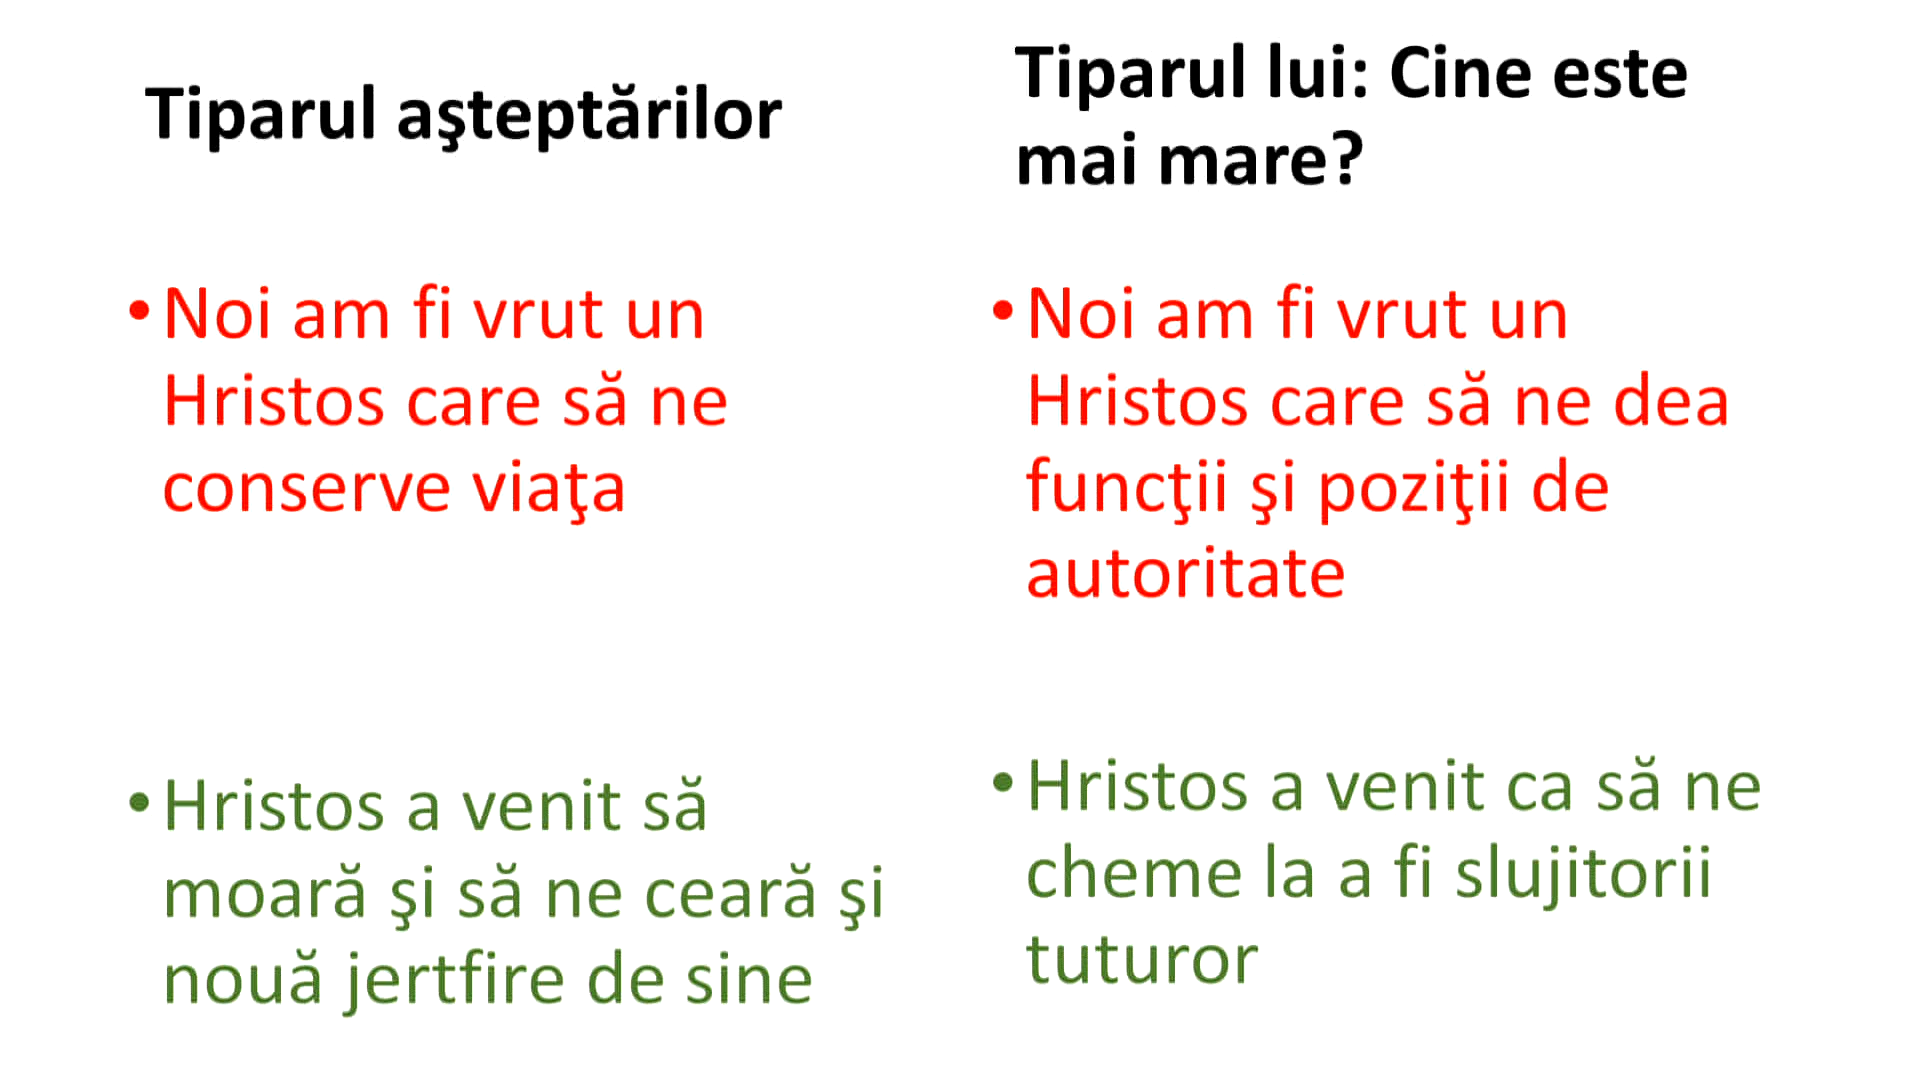 Tiparul aşteptărilor
Tiparul lui: Cine este
mai mare?
•Noi am fi vrut un
Hristos care să ne
conserve viaţa
•Hristos a venit să
moară şi să ne ceară şi
nouă jertfire de sine
•Noi am fi vrut un
Hristos care să ne dea
funcţii şi poziţii de
autoritate
•Hristos a venit ca să ne
cheme la a fi slujitorii
tuturor